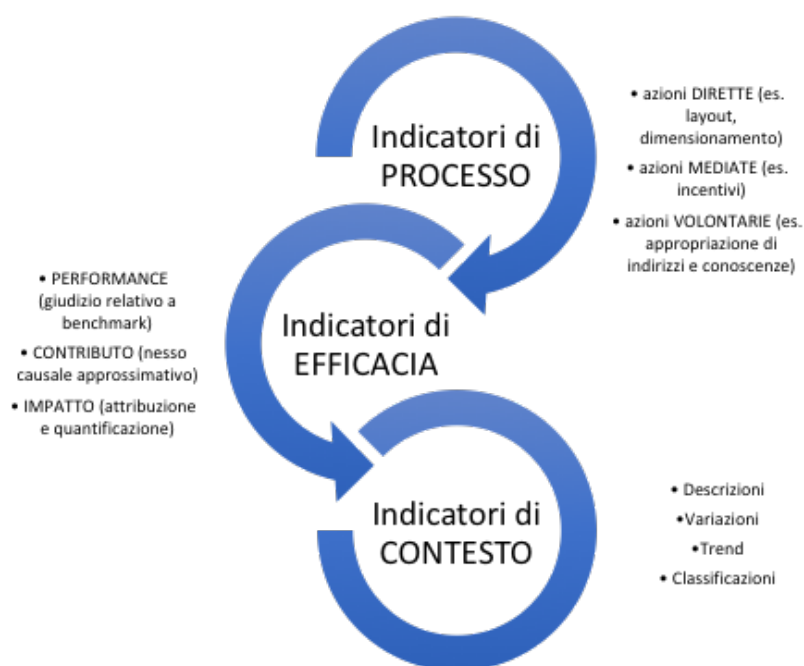 Indicatori di
PROCESSO
• azioni DIRETTE (es.
layout,
dimensionamento)
• azioni MEDIATE (es.
incentivi)
• azioni VOLONTARIE (es.
appropriazione di
indirizzi e conoscenze)
• PERFORMANCE
(giudizio relativo a
benchmark)
• CONTRIBUTO (nesso
causale approssimativo)
• IMPATTO (attribuzione
e quantificazione)
Indicatori di
EFFICACIA
Indicatori di
CONTESTO
• Descrizioni
•Variazioni
•Trend
• Classificazioni